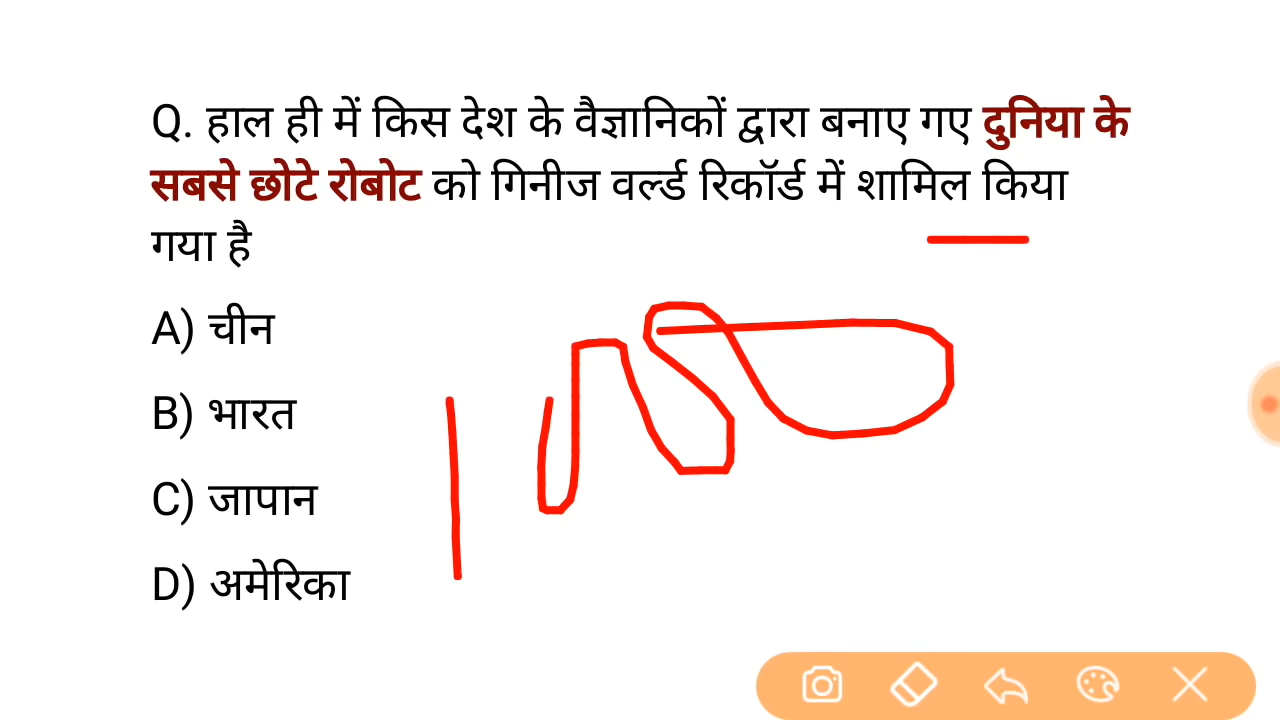 Q. हाल ही में किस देश के वैज्ञानिकों द्वारा बनाए गए दुनिया के
सबसे छोटे रोबोट को गिनीज वर्ल्ड रिकॉर्ड में शामिल किया
गया है
A) चीन
B) भारत
C) जापान
D) अमेरिका